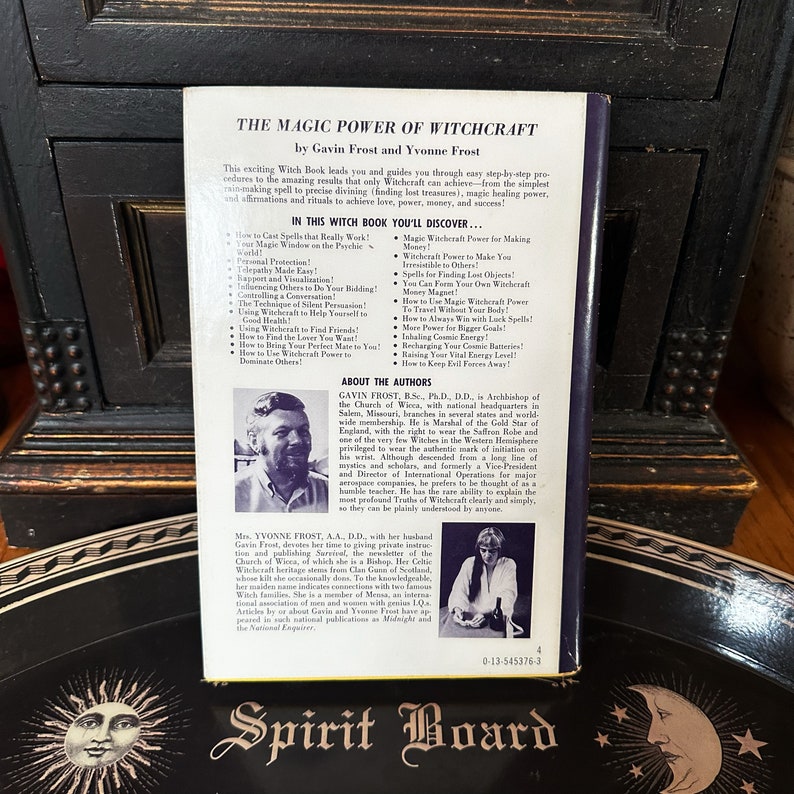 THE MAGIC POWER OF WITCHCRAFT
by Gavin Frost and Yvonne Frost
This exciting Witch Book leads you and guides you through easy step-by-step pro-
cedures to the amazing results that only Witchcraft can achieve—from the simplest
rain-making spell to precise divining (finding lost treasures), magic healing power,
and affirmations and rituals to achieve love, power, money, and success!
IN THIS WITCH BOOK YOU'LL DISCOVER . . .
• How to Cast Spells that Really Work!
• Your Magic Window on the Psychic
World!
• Personal Protection!
• Telepathy Made Easy!
• Rapport and Visualization!
• Influencing Others to Do Your Bidding!
• Controlling a Conversation!
• The Technique of Silent Persuasion!
• Using Witchcraft to Help Yourself to
Good Health!
• Using Witchcraft to Find Friends!
• How to Find the Lover You Want!
• How to Bring Your Perfect Mate to You!
• How to Use Witchcraft Power to
Dominate Others!
• Magic Witchcraft Power for Making
Money!
• Witchcraft Power to Make You
Irresistible to Others!
• Spells for Finding Lost Objects!
• You Can Form Your Own Witchcraft
Money Magnet!
• How to Use Magic Witchcraft Power
To Travel Without Your Body!
• How to Always Win with Luck Spells!
• More Power for Bigger Goals!
• Inhaling Cosmic Energy!
• Recharging Your Cosmic Batteries!
• Raising Your Vital Energy Level!
• How to Keep Evil Forces Away!
ABOUT THE AUTHORS
GAVIN FROST, B.Sc., Ph.D., D.D., is Archbishop of
the Church of Wicca, with national headquarters in
Salem, Missouri, branches in several states and world-
wide membership. He is Marshal of the Gold Star of
England, with the right to wear the Saffron Robe and
one of the very few Witches in the Western Hemisphere
privileged to wear the authentic mark of initiation on
his wrist. Although descended from a long line of
mystics and scholars, and formerly a Vice-President
and Director of International Operations for major
aerospace companies, he prefers to be thought of as a
humble teacher. He has the rare ability to explain the
most profound Truths of Witchcraft clearly and simply,
so they can be plainly understood by anyone.
Mrs. YVONNE FROST, A.A., D.D., with her husband
Gavin Frost, devotes her time to giving private instruc-
tion and publishing Survival, the newsletter of the
Church of Wicca, of which she is a Bishop. Her Celtic
Witchcraft heritage stems from Clan Gunn of Scotland,
whose kilt she occasionally dons. To the knowledgeable,
her maiden name indicates connections with two famous
Witch families. She is a member of Mensa, an inter-
national association of men and women with genius I.Q.s.
Articles by or about Gavin and Yvonne Frost have ap-
peared in such national publications as Midnight and
the National Enquirer.
4
0-13-545376-3
Spirit Board